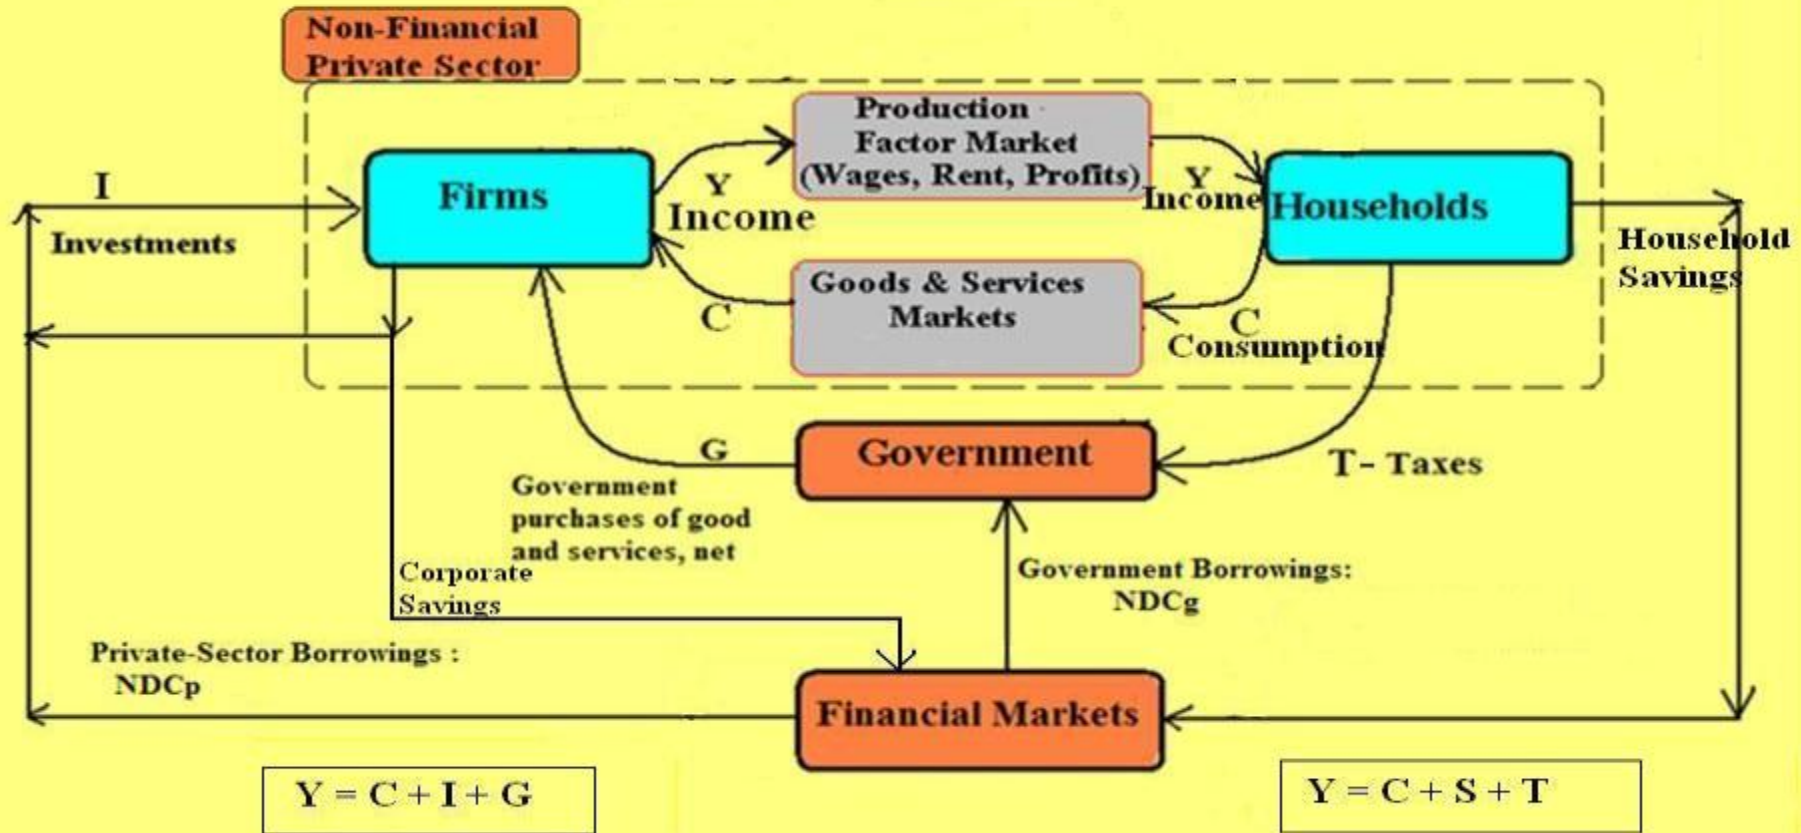 Non-Financial
Private Sector
Production
Factor Market
(Wages, Rent, Profits)
Firms
Y
Income
Y
Income
Households
I
Investments
Household
Savings
Goods & Services
Markets
C
C
Consumption
Government
G
T- Taxes
Government
purchases of good
and services, net
Corporate
Savings
Government Borrowings:
NDCg
Private-Sector Borrowings :
NDCp
Financial Markets
Y = C + I + G
Y = C + S + T